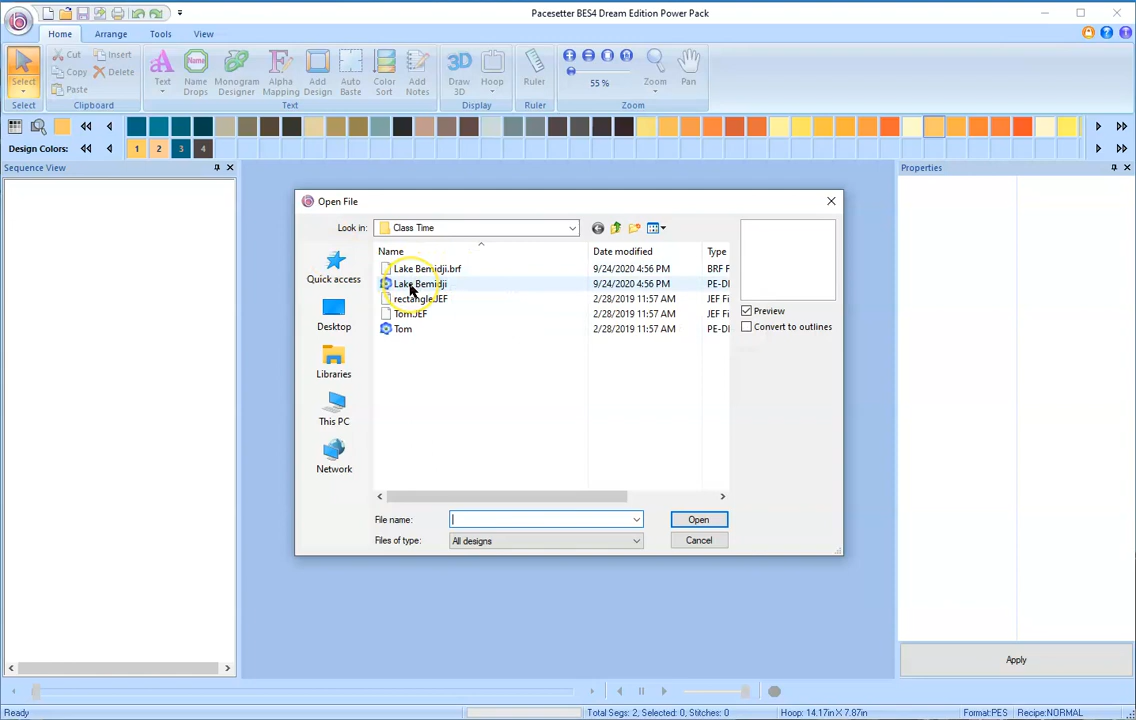 Pacesetter BES4 Dream Edition Power Pack
Home Arrange Tools View
Select
Select
Cut
Copy
Paste
Insert
Delete
Clipboard
Text
Name Drops
Monogram Designer
Alpha Mapping
Add Design
Auto Baste
Color Sort
Add Notes
Text
Draw 3D
Hoop
Display
Ruler
Ruler
55 %
Zoom
Pan
Zoom
Design Colors: 1 2 3 4
Sequence View
Properties
Open File
Look in: Class Time
Name Date modified Type
Lake Bemidji.brf 9/24/2020 4:56 PM BRF F
Lake Bemidji 9/24/2020 4:56 PM PE-DI
rectangle.JEF 2/28/2019 11:57 AM JEF Fi
Tom.JEF 2/28/2019 11:57 AM JEF Fi
Tom 2/28/2019 11:57 AM PE-DI
Quick access
Desktop
Libraries
This PC
Network
Preview
Convert to outlines
File name: Open
Files of type: All designs Cancel
Apply
Ready Total Segs: 2, Selected: 0, Stitches: 0 Hoop: 14.17in X 7.87in Format:PES Recipe:NORMAL